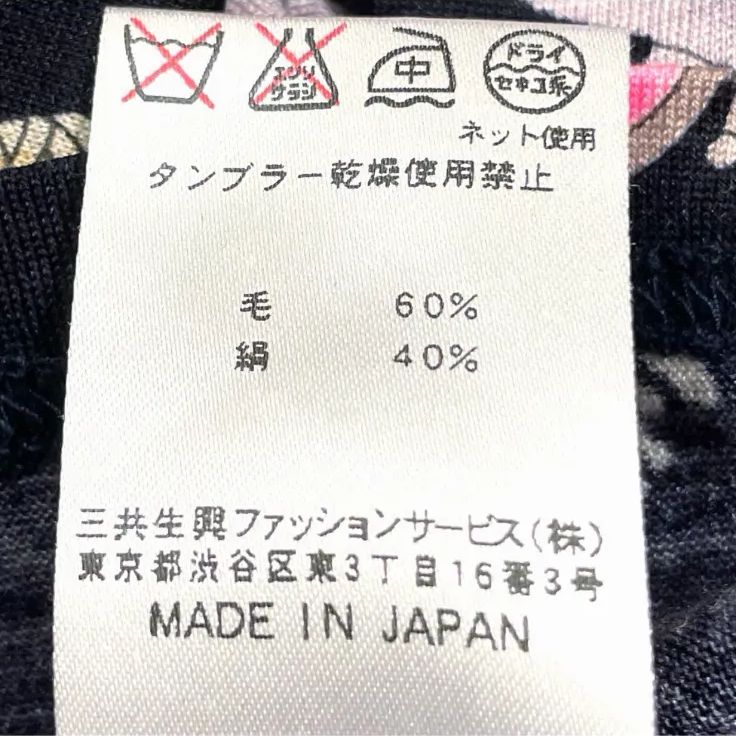 エンソ
サラシ
中
ドライ
セキユ系
ネット使用
タンブラー乾燥使用禁止
毛 60%
絹 40%
三共生興ファッションサービス(株)
東京都渋谷区東3丁目16番3号
MADE IN JAPAN